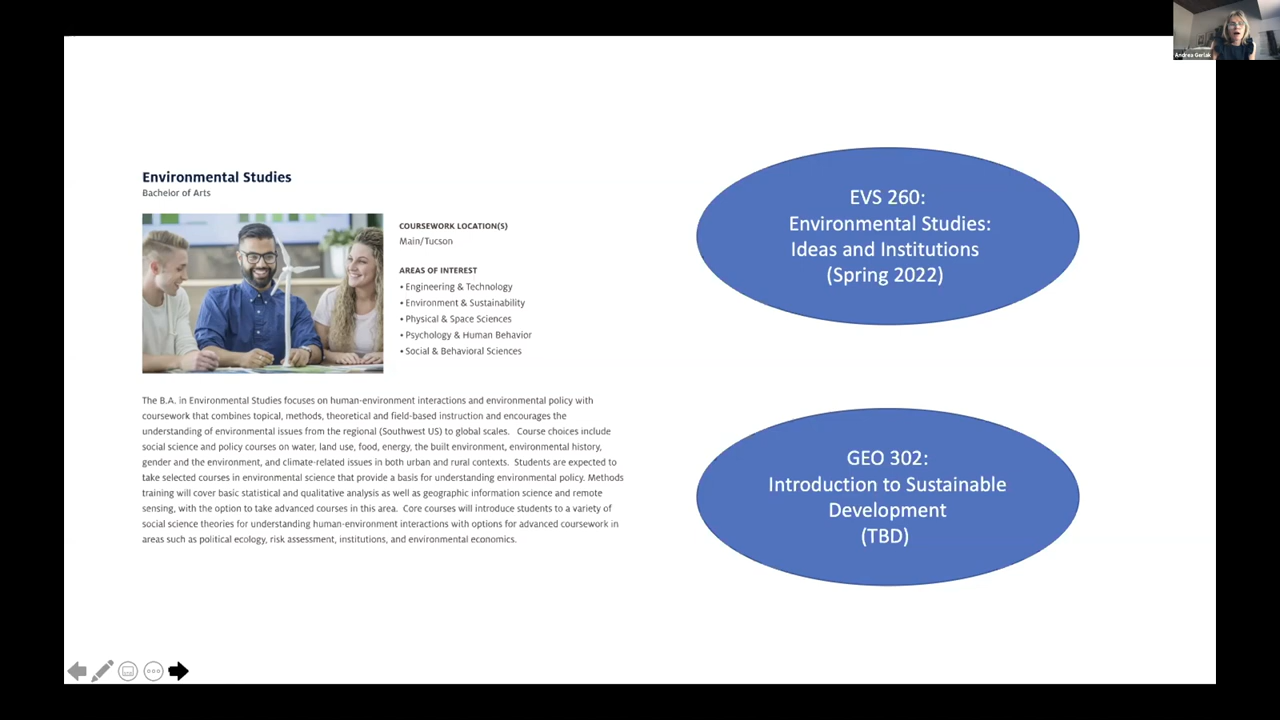 Andrea Gerlak
Environmental Studies
Bachelor of Arts
COURSEWORK LOCATION(S)
Main/Tucson
AREAS OF INTEREST
• Engineering & Technology
• Environment & Sustainability
• Physical & Space Sciences
• Psychology & Human Behavior
• Social & Behavioral Sciences
The B.A. in Environmental Studies focuses on human-environment interactions and environmental policy with
coursework that combines topical, methods, theoretical and field-based instruction and encourages the
understanding of environmental issues from the regional (Southwest US) to global scales. Course choices include
social science and policy courses on water, land use, food, energy, the built environment, environmental history,
gender and the environment, and climate-related issues in both urban and rural contexts. Students are expected to
take selected courses in environmental science that provide a basis for understanding environmental policy. Methods
training will cover basic statistical and qualitative analysis as well as geographic information science and remote
sensing, with the option to take advanced courses in this area. Core courses will introduce students to a variety of
social science theories for understanding human-environment interactions with options for advanced coursework in
areas such as political ecology, risk assessment, institutions, and environmental economics.
EVS 260:
Environmental Studies:
Ideas and Institutions
(Spring 2022)
GEO 302:
Introduction to Sustainable
Development
(TBD)